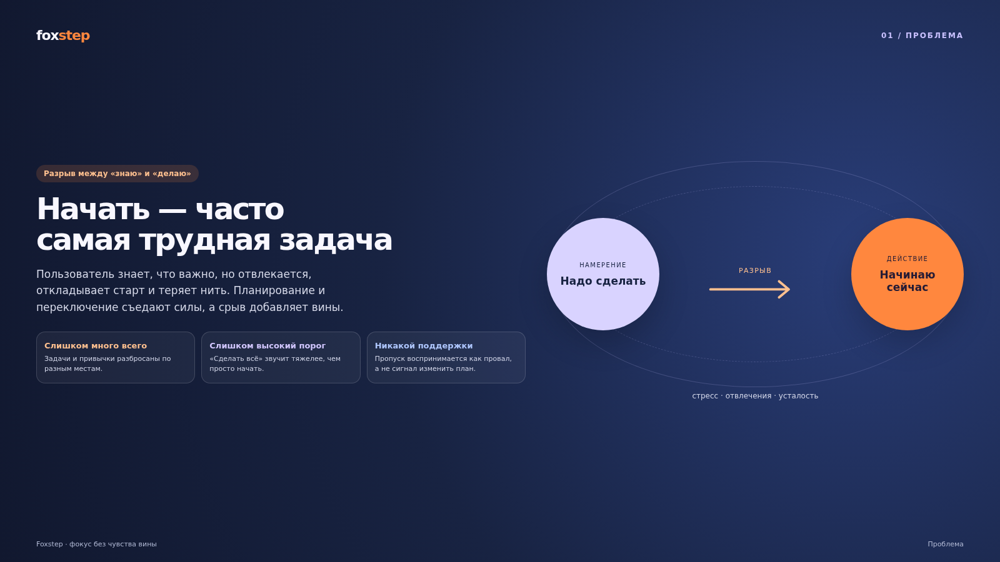 foxstep
01 / ПРОБЛЕМА
Разрыв между «знаю» и «делаю»
Начать — часто
самая трудная задача
Пользователь знает, что важно, но отвлекается,
откладывает старт и теряет нить. Планирование и
переключение съедают силы, а срыв добавляет вины.
Слишком много всего
Задачи и привычки разбросаны по
разным местам.
Слишком высокий порог
«Сделать всё» звучит тяжелее, чем
просто начать.
Никакой поддержки
Пропуск воспринимается как провал,
а не сигнал изменить план.
НАМЕРЕНИЕ
Надо сделать
РАЗРЫВ
ДЕЙСТВИЕ
Начинаю
сейчас
стресс · отвлечения · усталость
Foxstep · фокус без чувства вины
Проблема